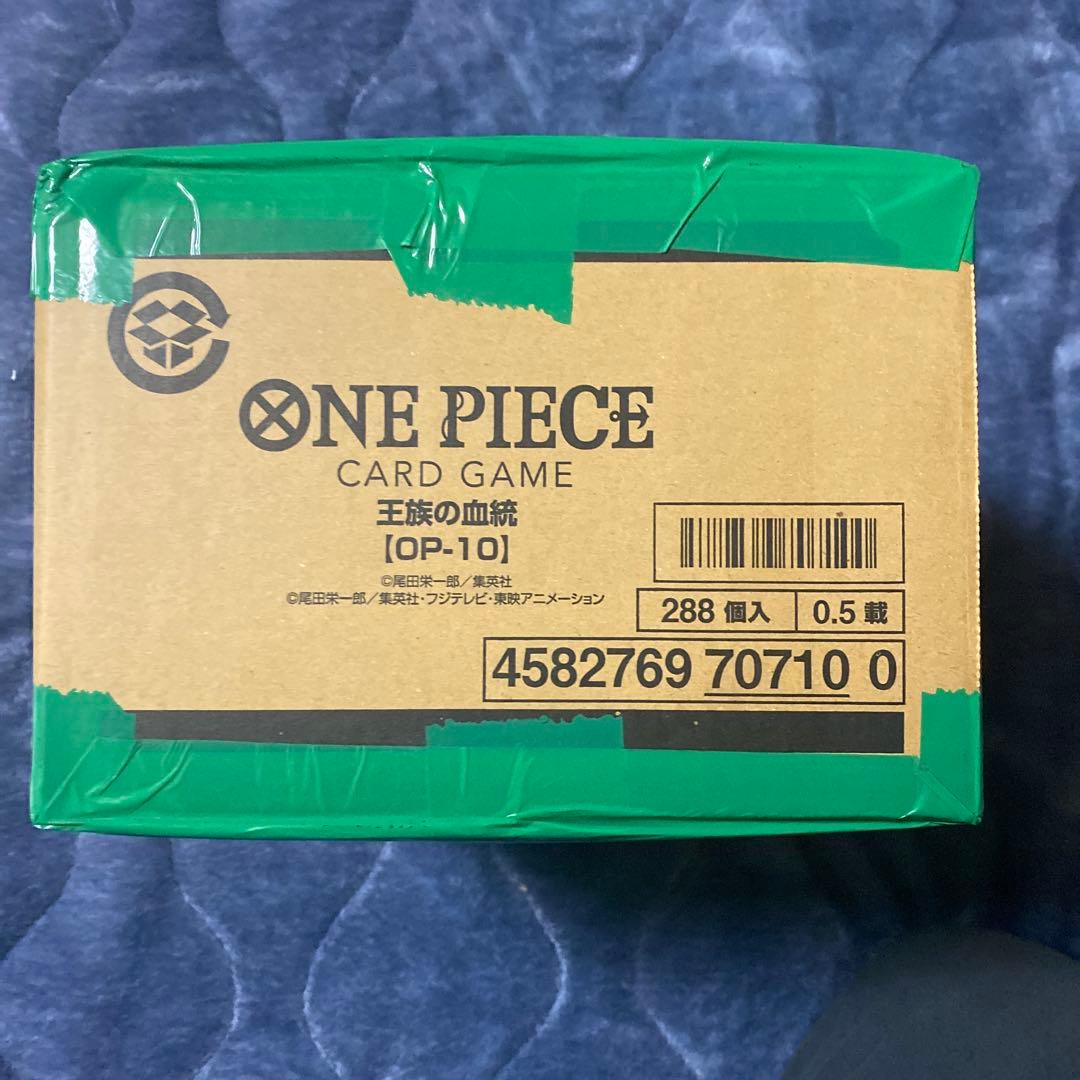 ONE PIECE
CARD GAME
王族の血統
【OP-10】
©尾田栄一郎／集英社
©尾田栄一郎／集英社・フジテレビ・東映アニメーション
288 個入 0.5 載
4582769 70710 0